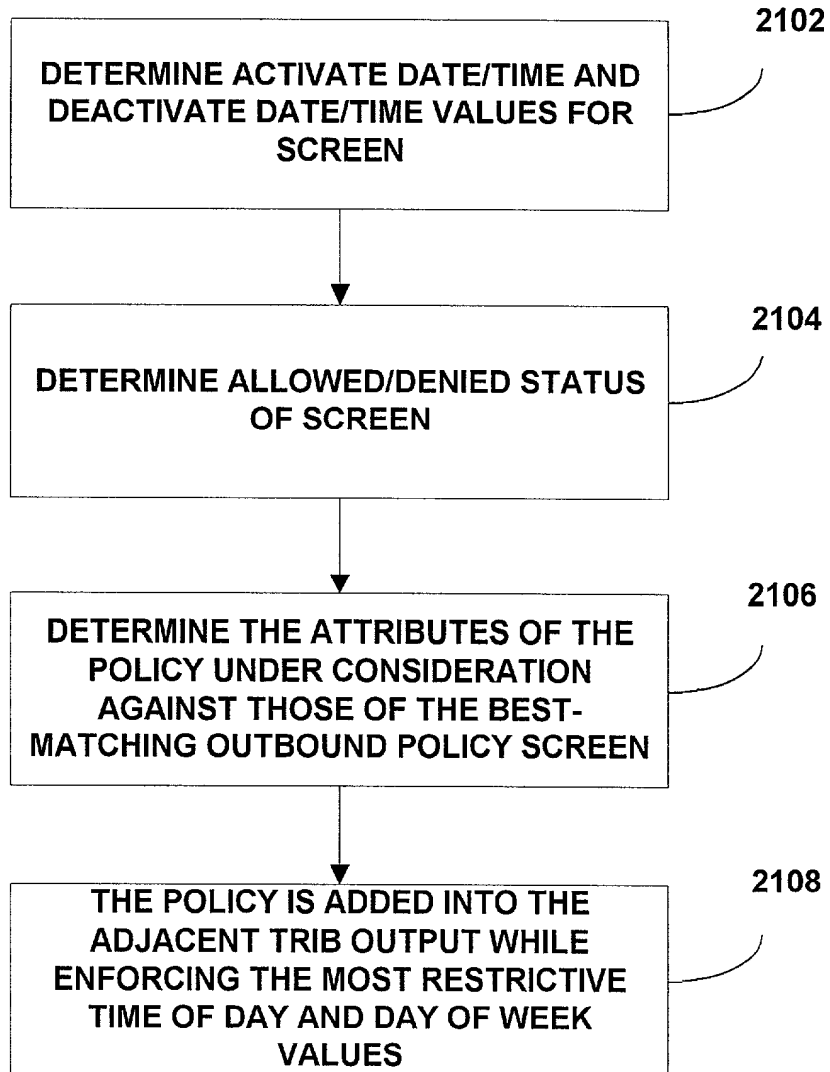 2102
DETERMINE ACTIVATE DATE/TIME AND
DEACTIVATE DATE/TIME VALUES FOR
SCREEN
2104
DETERMINE ALLOWED/DENIED STATUS
OF SCREEN
2106
DETERMINE THE ATTRIBUTES OF THE
POLICY UNDER CONSIDERATION
AGAINST THOSE OF THE BEST-
MATCHING OUTBOUND POLICY SCREEN
2108
THE POLICY IS ADDED INTO THE
ADJACENT TRIB OUTPUT WHILE
ENFORCING THE MOST RESTRICTIVE
TIME OF DAY AND DAY OF WEEK
VALUES